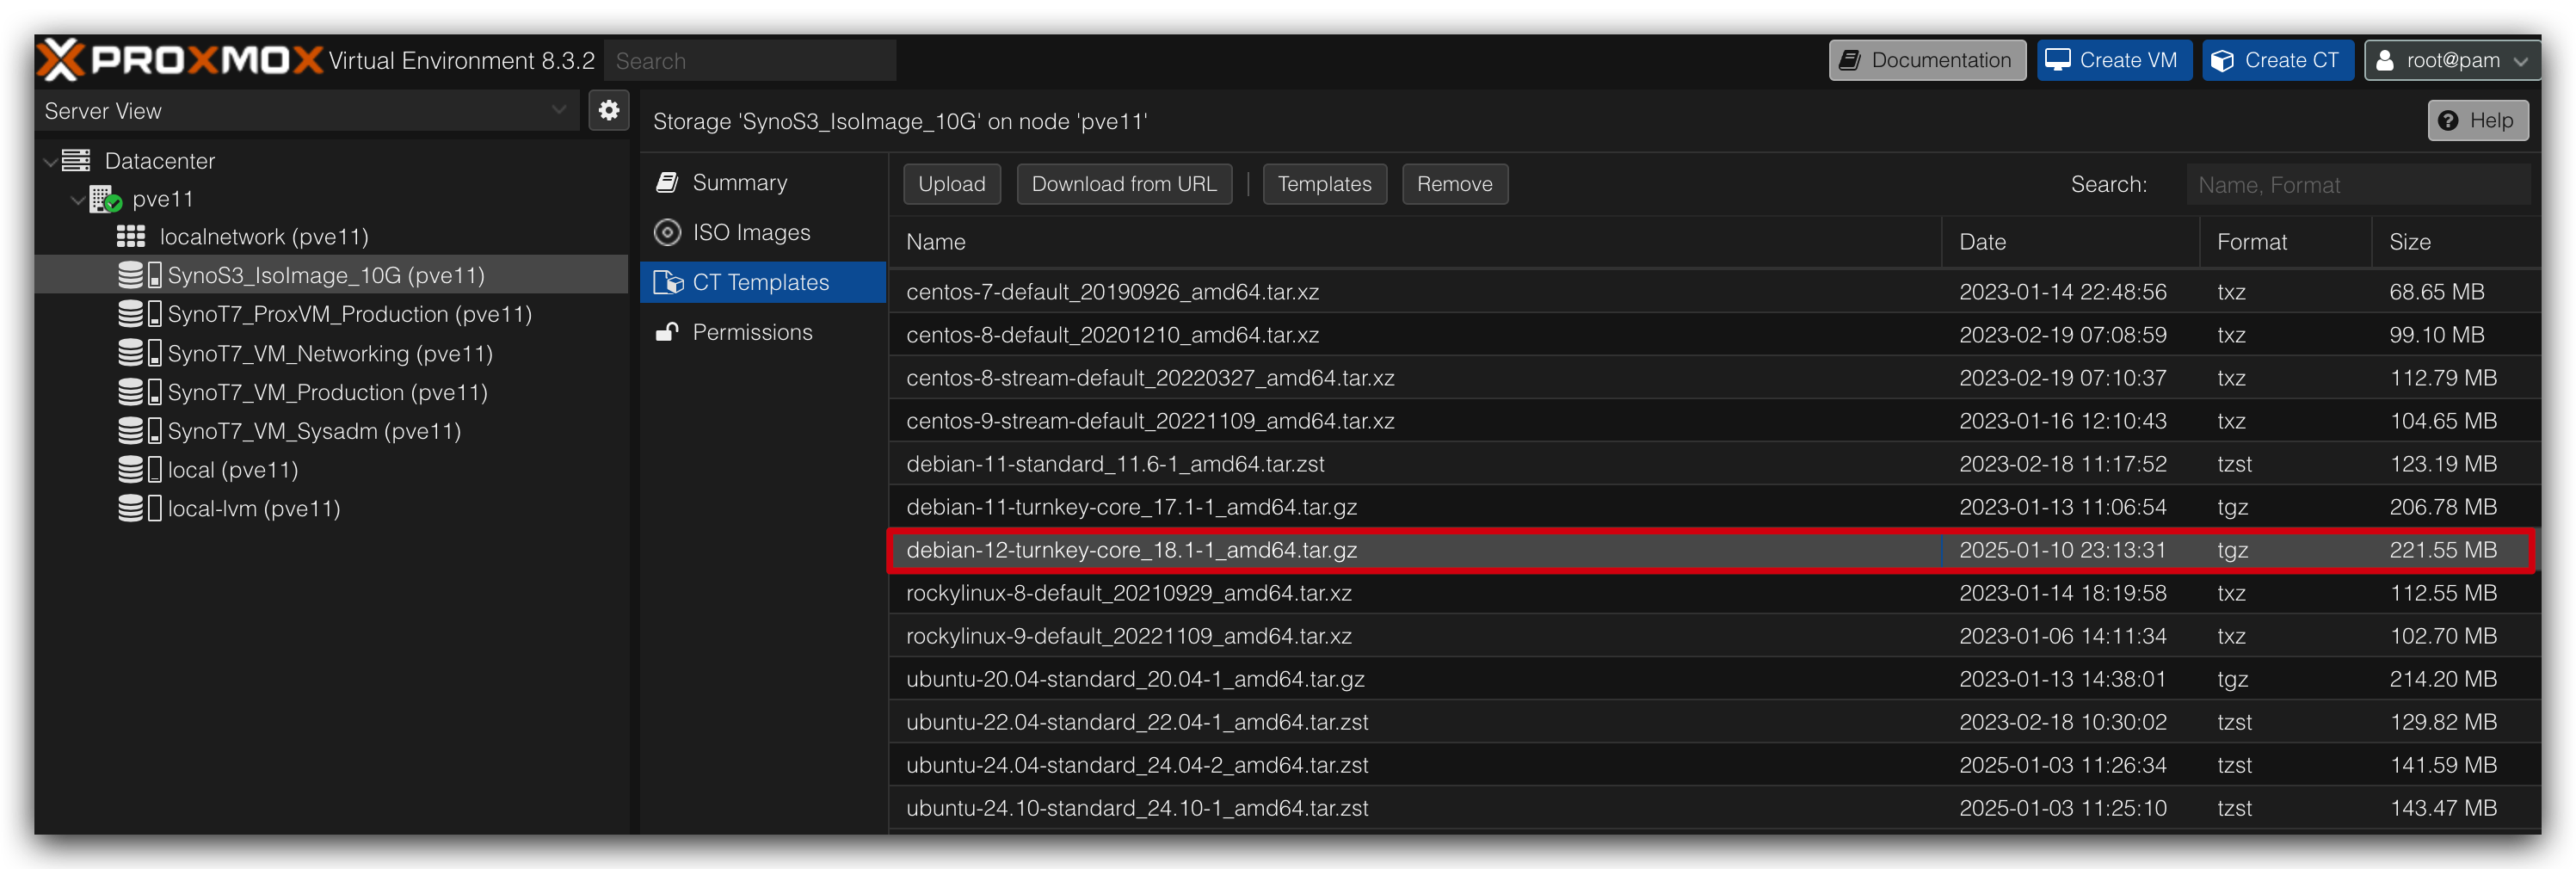 PROXMOX Virtual Environment 8.3.2 Search Documentation Create VM Create CT root@pam
Server View
Storage 'SynoS3_IsoImage_10G' on node 'pve11' Help
Datacenter
pve11
localnetwork (pve11)
SynoS3_IsoImage_10G (pve11)
SynoT7_ProxVM_Production (pve11)
SynoT7_VM_Networking (pve11)
SynoT7_VM_Production (pve11)
SynoT7_VM_Sysadm (pve11)
local (pve11)
local-lvm (pve11)
Summary
ISO Images
CT Templates
Permissions
Upload Download from URL Templates Remove Search: Name, Format
Name Date Format Size
centos-7-default_20190926_amd64.tar.xz 2023-01-14 22:48:56 txz 68.65 MB
centos-8-default_20201210_amd64.tar.xz 2023-02-19 07:08:59 txz 99.10 MB
centos-8-stream-default_20220327_amd64.tar.xz 2023-02-19 07:10:37 txz 112.79 MB
centos-9-stream-default_20221109_amd64.tar.xz 2023-01-16 12:10:43 txz 104.65 MB
debian-11-standard_11.6-1_amd64.tar.zst 2023-02-18 11:17:52 tzst 123.19 MB
debian-11-turnkey-core_17.1-1_amd64.tar.gz 2023-01-13 11:06:54 tgz 206.78 MB
debian-12-turnkey-core_18.1-1_amd64.tar.gz 2025-01-10 23:13:31 tgz 221.55 MB
rockylinux-8-default_20210929_amd64.tar.xz 2023-01-14 18:19:58 txz 112.55 MB
rockylinux-9-default_20221109_amd64.tar.xz 2023-01-06 14:11:34 txz 102.70 MB
ubuntu-20.04-standard_20.04-1_amd64.tar.gz 2023-01-13 14:38:01 tgz 214.20 MB
ubuntu-22.04-standard_22.04-1_amd64.tar.zst 2023-02-18 10:30:02 tzst 129.82 MB
ubuntu-24.04-standard_24.04-2_amd64.tar.zst 2025-01-03 11:26:34 tzst 141.59 MB
ubuntu-24.10-standard_24.10-1_amd64.tar.zst 2025-01-03 11:25:10 tzst 143.47 MB